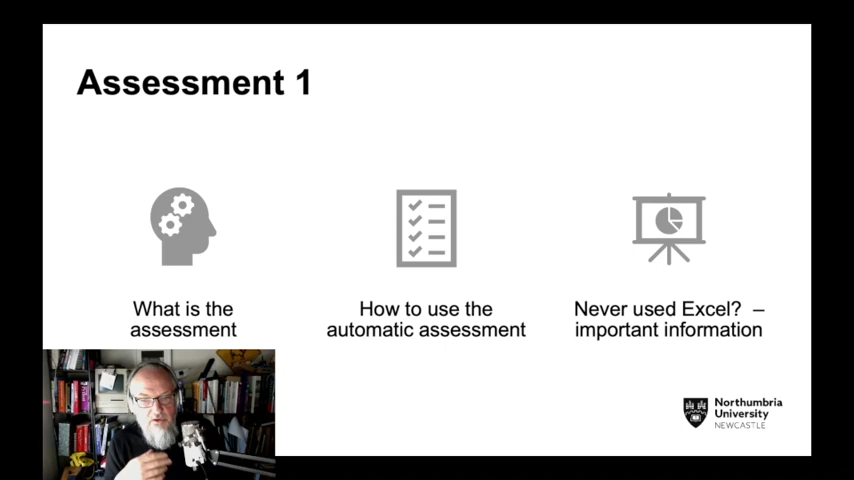 Assessment 1
What is the
assessment
How to use the
automatic assessment
Never used Excel?  –
important information
Northumbria
University
NEWCASTLE